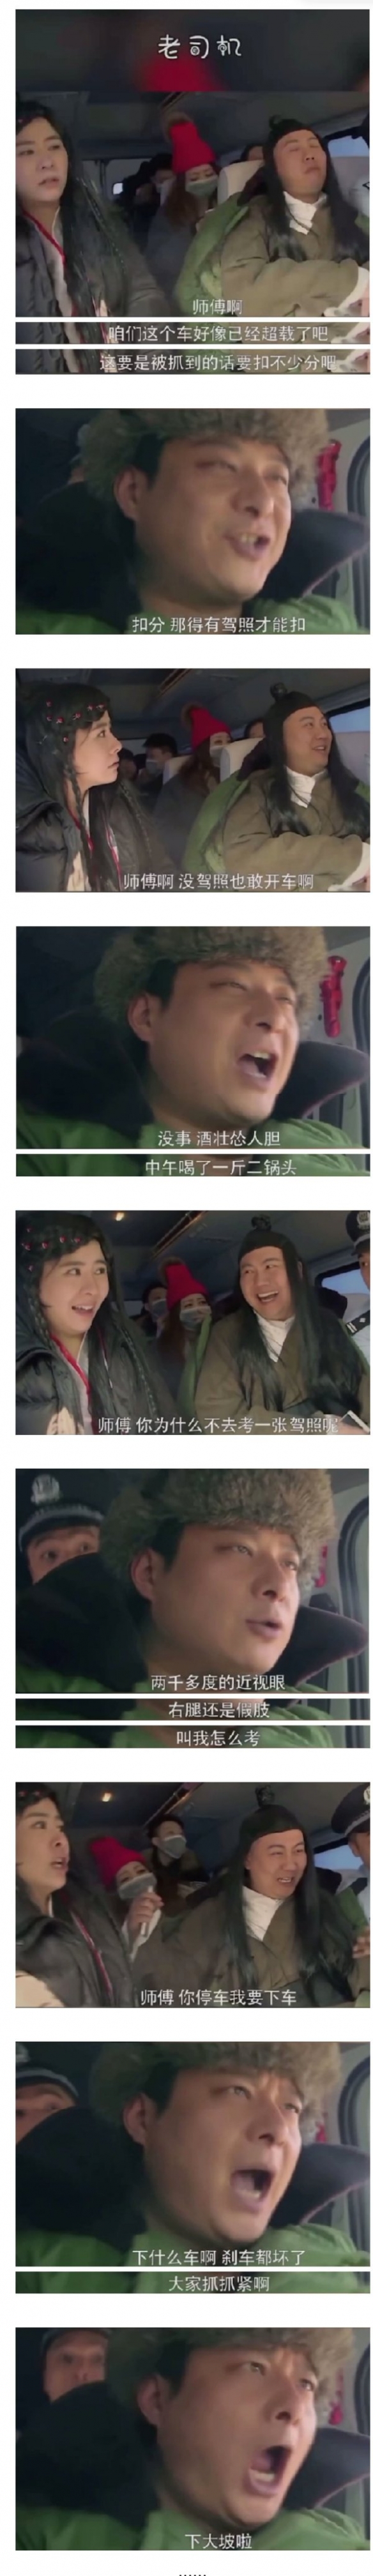 老司机
师傅啊
咱们这个车好像已经超载了吧
这要是被抓到的话要扣不少分吧
扣分 那得有驾照才能扣
师傅啊 没驾照也敢开车啊
没事 酒壮怂人胆
中午喝了一斤二锅头
师傅 你为什么不去考一张驾照呢
两千多度的近视眼
右腿还是假肢
叫我怎么考
师傅 你停车我要下车
下什么车啊 刹车都坏了
大家抓抓紧啊
下大坡啦
......